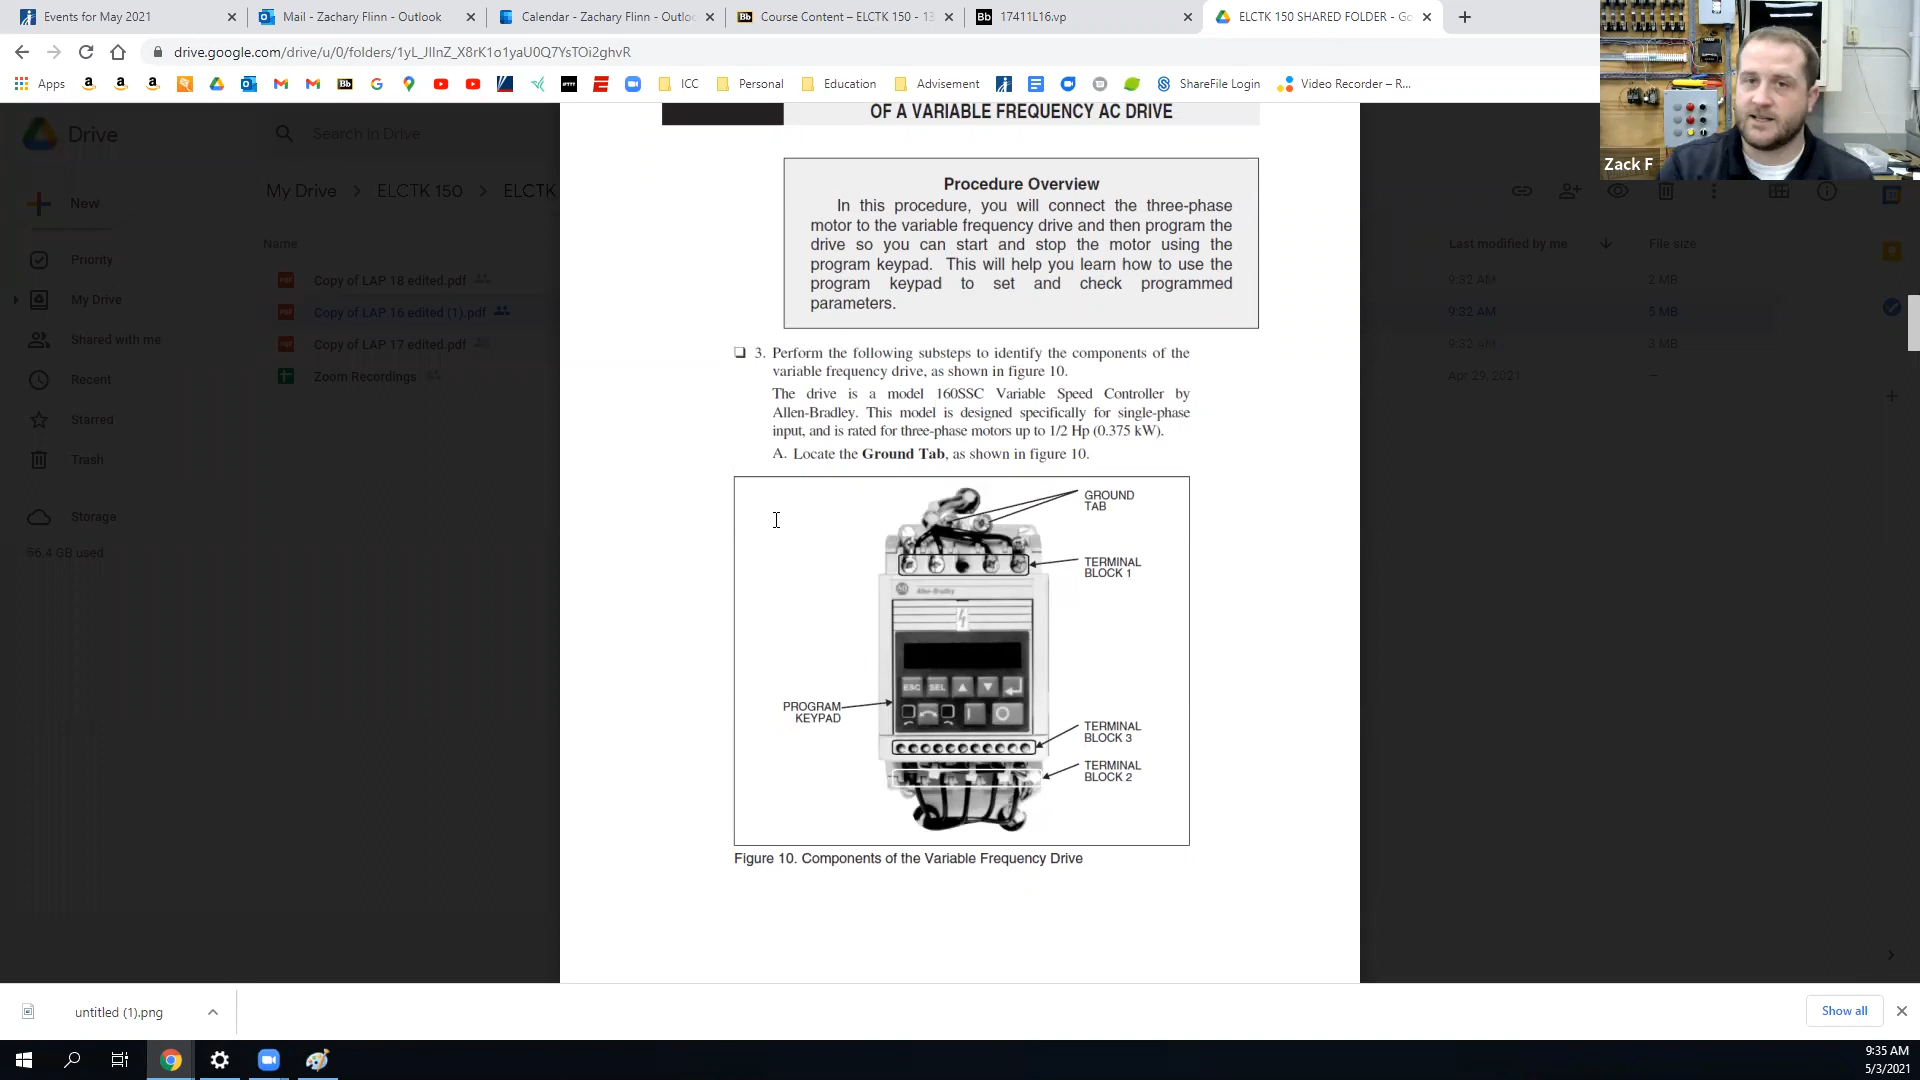 Events for May 2021
Mail - Zachary Flinn - Outlook
Calendar - Zachary Flinn - Outlo
Course Content – ELCTK 150 - 13
17411L16.vp
ELCTK 150 SHARED FOLDER - Go
drive.google.com/drive/u/0/folders/1yL_JIlnZ_X8rK1o1yaU0Q7YsTOi2ghvR
Apps
ICC
Personal
Education
Advisement
ShareFile Login
Video Recorder – R...
Zack F
Drive
Search in Drive
My Drive > ELCTK 150 > ELCTK
New
Name
Last modified by me
File size
Priority
My Drive
Shared with me
Recent
Starred
Trash
Storage
56.4 GB used
Copy of LAP 18 edited.pdf
9:32 AM
2 MB
Copy of LAP 16 edited (1).pdf
9:32 AM
5 MB
Copy of LAP 17 edited.pdf
9:32 AM
3 MB
Zoom Recordings
Apr 29, 2021
—
OF A VARIABLE FREQUENCY AC DRIVE
Procedure Overview
In this procedure, you will connect the three-phase
motor to the variable frequency drive and then program the
drive so you can start and stop the motor using the
program keypad. This will help you learn how to use the
program keypad to set and check programmed
parameters.
3. Perform the following substeps to identify the components of the
variable frequency drive, as shown in figure 10.
The drive is a model 160SSC Variable Speed Controller by
Allen-Bradley. This model is designed specifically for single-phase
input, and is rated for three-phase motors up to 1/2 Hp (0.375 kW).
A. Locate the Ground Tab, as shown in figure 10.
GROUND
TAB
TERMINAL
BLOCK 1
Allen-Bradley
ESC SEL
PROGRAM
KEYPAD
TERMINAL
BLOCK 3
TERMINAL
BLOCK 2
Figure 10. Components of the Variable Frequency Drive
untitled (1).png
Show all
9:35 AM
5/3/2021